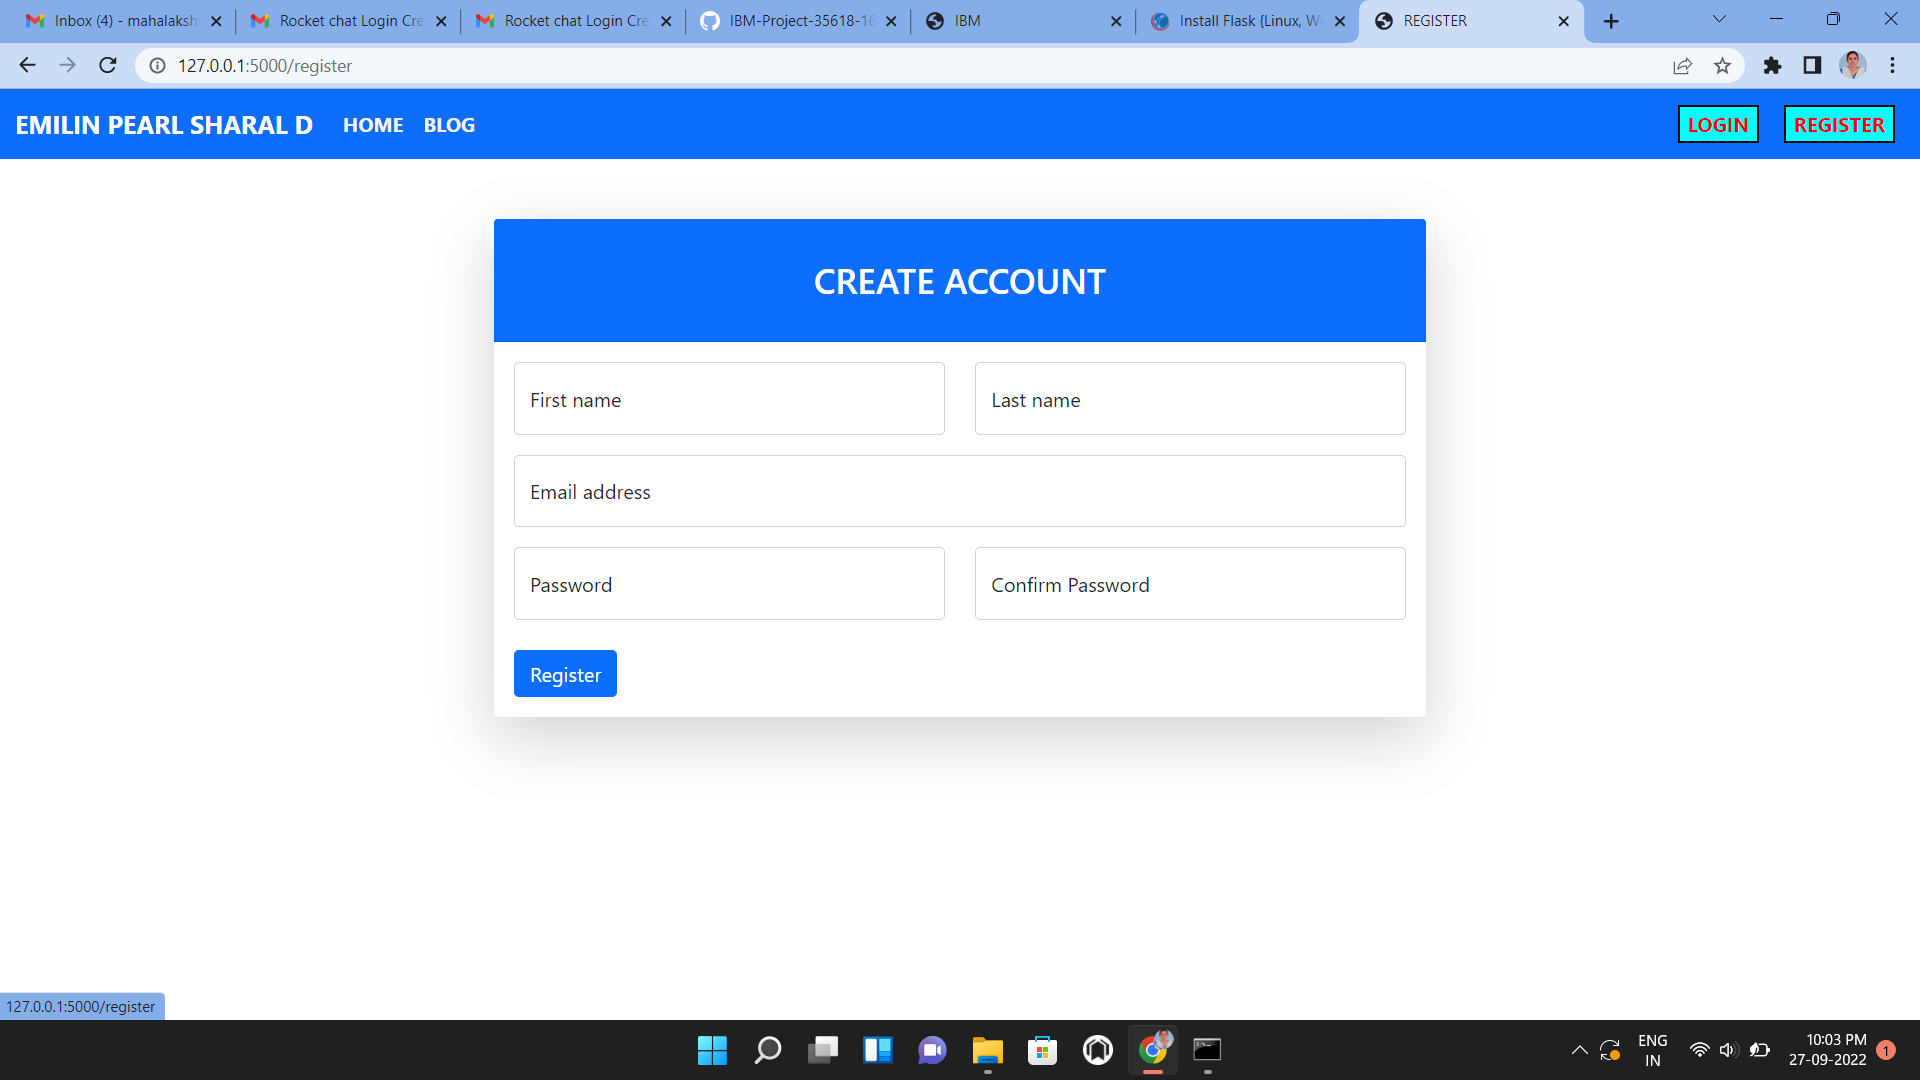 Inbox (4) - mahalaksh
Rocket chat Login Cre
Rocket chat Login Cre
IBM-Project-35618-16
IBM
Install Flask {Linux, Wi
REGISTER
127.0.0.1:5000/register
EMILIN PEARL SHARAL D
HOME
BLOG
LOGIN
REGISTER
CREATE ACCOUNT
First name
Last name
Email address
Password
Confirm Password
Register
127.0.0.1:5000/register
ENG
IN
10:03 PM
27-09-2022
1